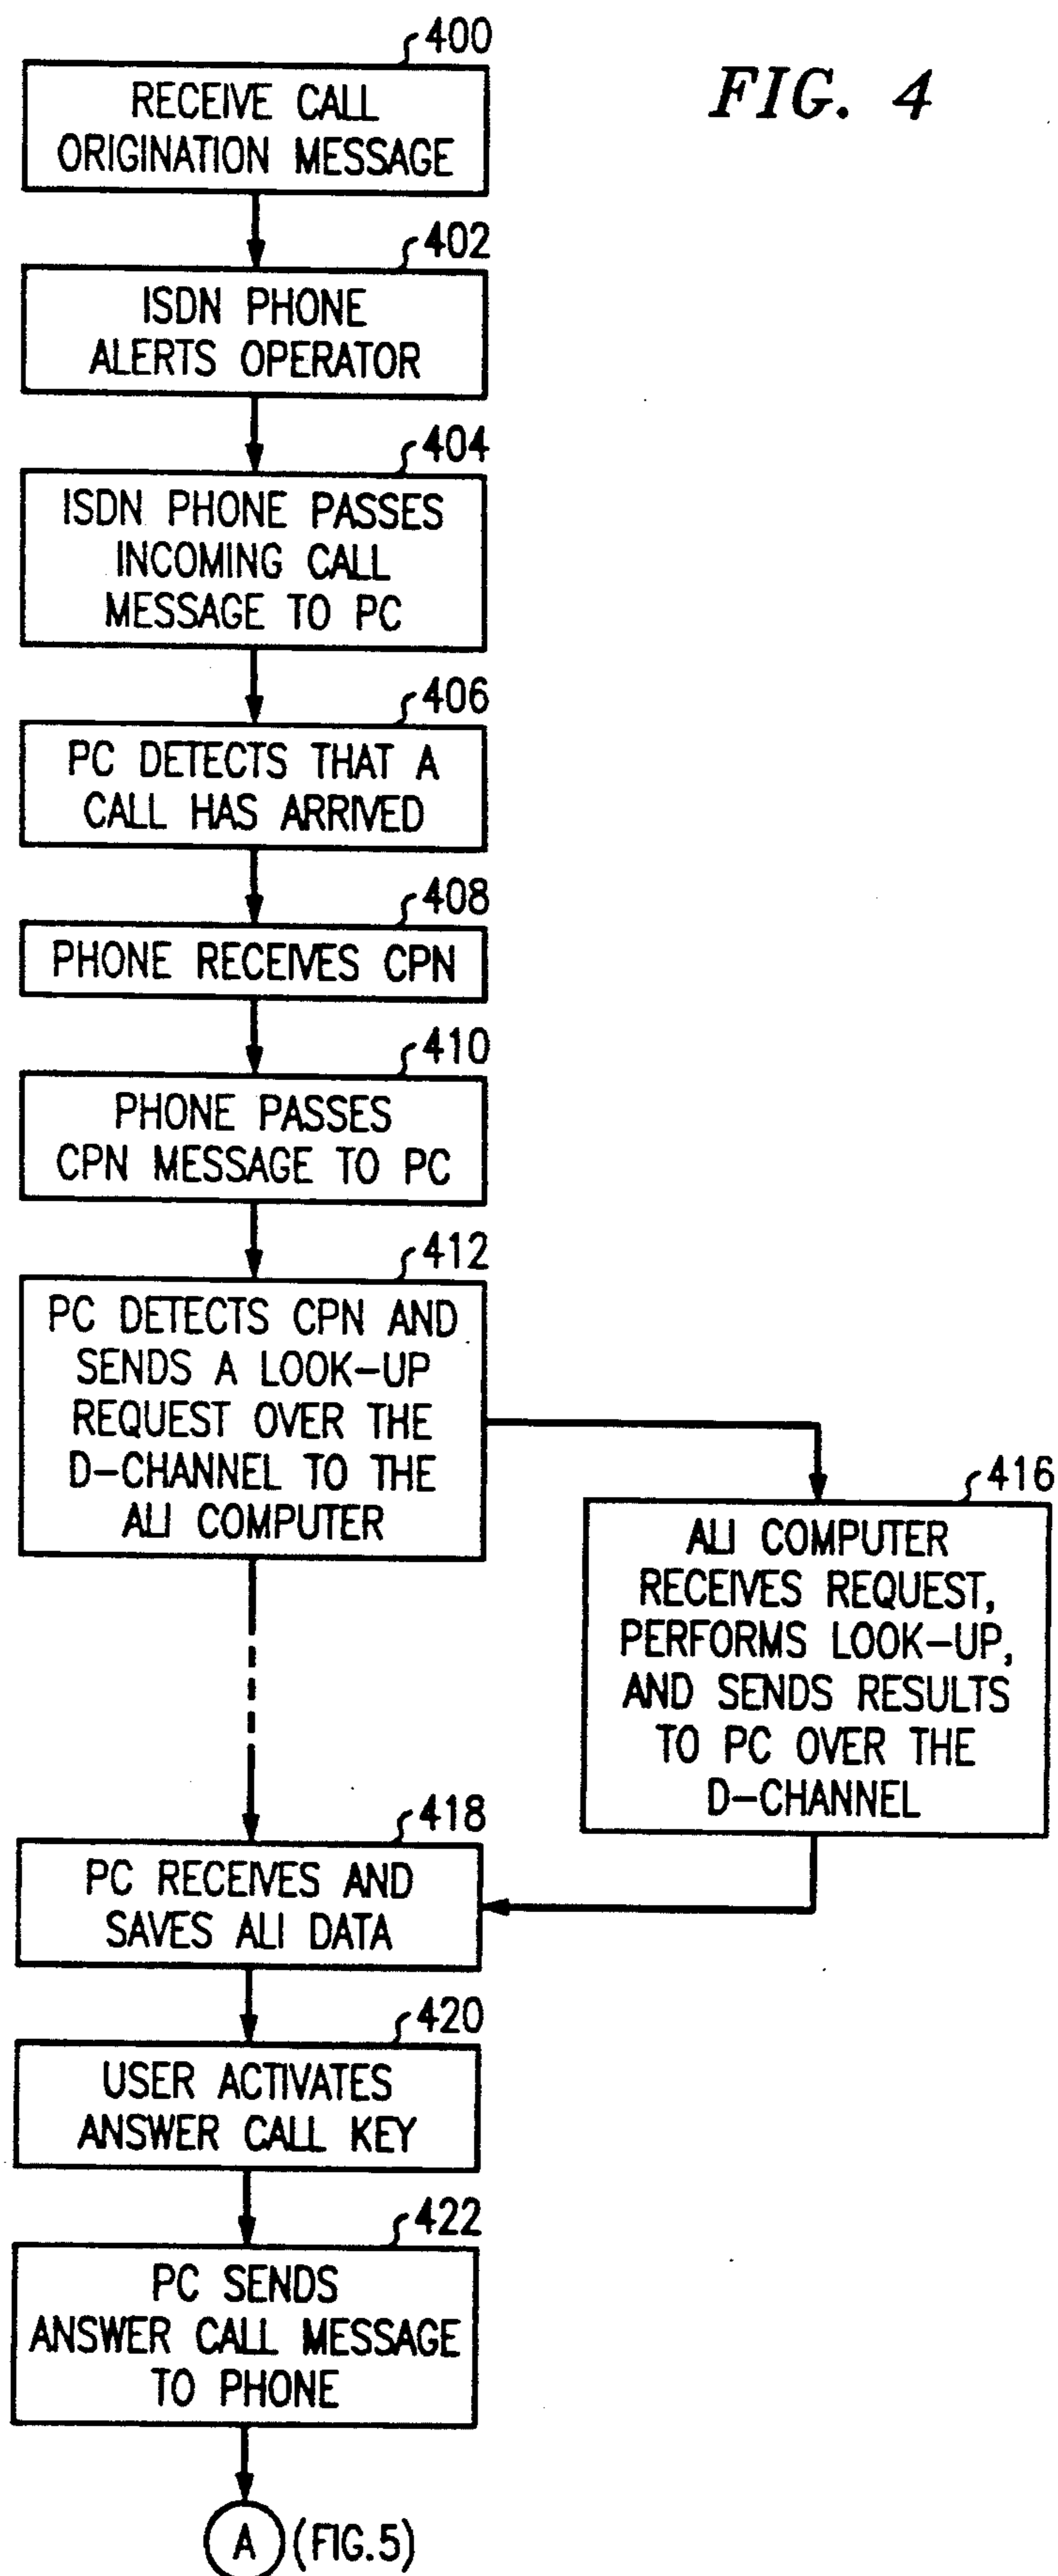 400
FIG. 4
RECEIVE CALL
ORIGINATION MESSAGE
402
ISDN PHONE
ALERTS OPERATOR
404
ISDN PHONE PASSES
INCOMING CALL
MESSAGE TO PC
406
PC DETECTS THAT A
CALL HAS ARRIVED
408
PHONE RECEIVES CPN
410
PHONE PASSES
CPN MESSAGE TO PC
412
PC DETECTS CPN AND
SENDS A LOOK-UP
REQUEST OVER THE
D-CHANNEL TO THE
ALI COMPUTER
416
ALI COMPUTER
RECEIVES REQUEST,
PERFORMS LOOK-UP,
AND SENDS RESULTS
TO PC OVER THE
D-CHANNEL
418
PC RECEIVES AND
SAVES ALI DATA
420
USER ACTIVATES
ANSWER CALL KEY
422
PC SENDS
ANSWER CALL MESSAGE
TO PHONE
A (FIG.5)